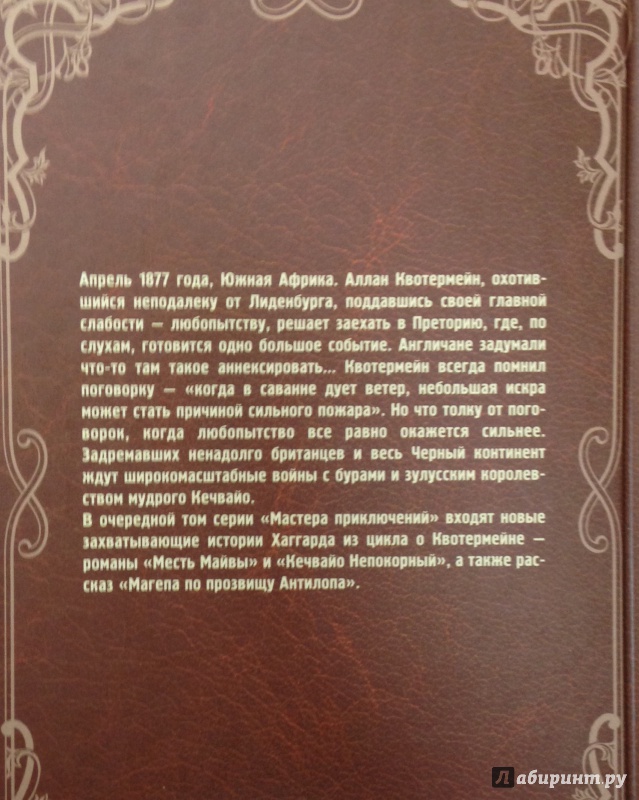 Апрель 1877 года, Южная Африка. Аллан Квотермейн, охотив-
шийся неподалеку от Лиденбурга, поддавшись своей главной
слабости – любопытству, решает заехать в Преторию, где, по
слухам, готовится одно большое событие. Англичане задумали
что-то там такое аннексировать... Квотермейн всегда помнил
поговорку – «когда в саванне дует ветер, небольшая искра
может стать причиной сильного пожара». Но что толку от пого-
ворок, когда любопытство все равно окажется сильнее.
Задремавших ненадолго британцев и весь Черный континент
ждут широкомасштабные войны с бурами и зулусским королев-
ством мудрого Кечвайо.
В очередной том серии «Мастера приключений» входят новые
захватывающие истории Хаггарда из цикла о Квотермейне –
романы «Месть Майвы» и «Кечвайо Непокорный», а также рас-
сказ «Магепа по прозвищу Антилопа».
Лабиринт.ру